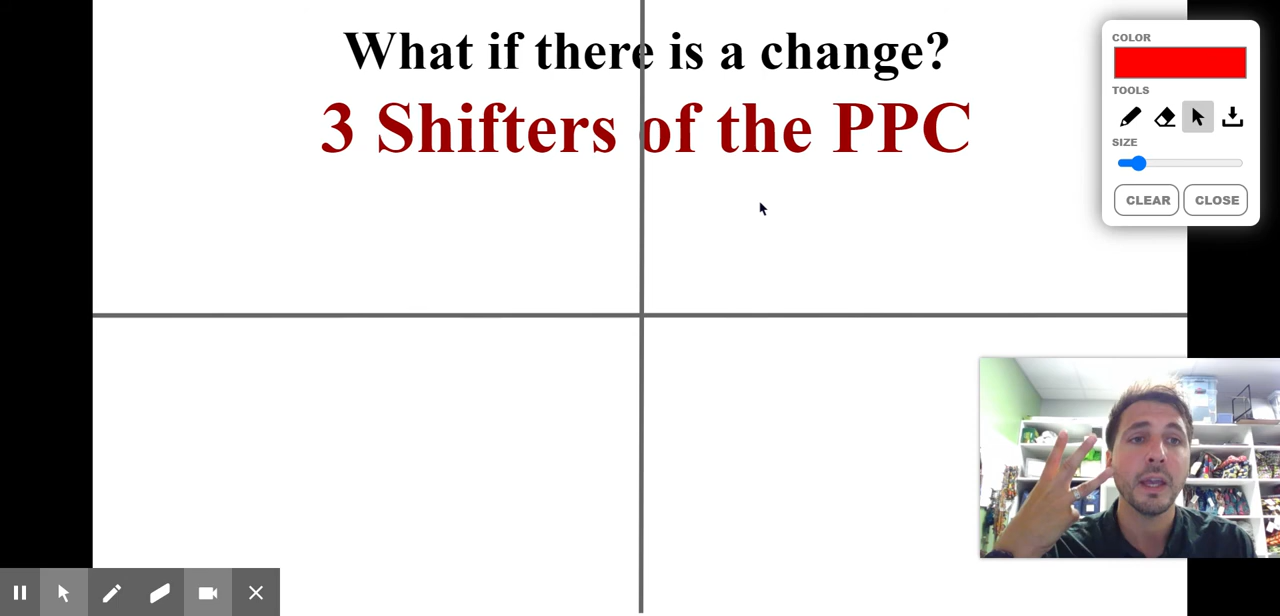 What if there is a change?
3 Shifters of the PPC
COLOR
TOOLS
SIZE
CLEAR CLOSE